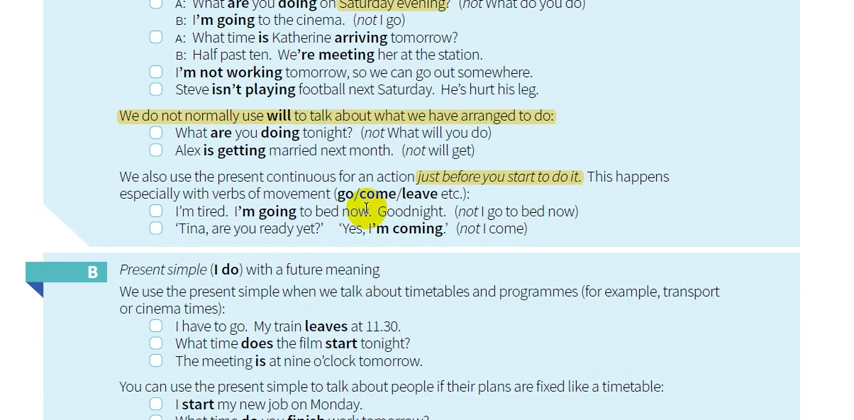 A: What are you doing on Saturday evening? (not What do you do)
B: I'm going to the cinema. (not I go)
A: What time is Katherine arriving tomorrow?
B: Half past ten. We're meeting her at the station.
I'm not working tomorrow, so we can go out somewhere.
Steve isn't playing football next Saturday. He's hurt his leg.
We do not normally use will to talk about what we have arranged to do:
What are you doing tonight? (not What will you do)
Alex is getting married next month. (not will get)
We also use the present continuous for an action just before you start to do it. This happens
especially with verbs of movement (go/come/leave etc.):
I'm tired. I'm going to bed now. Goodnight. (not I go to bed now)
'Tina, are you ready yet?' 'Yes, I'm coming.' (not I come)
B Present simple (I do) with a future meaning
We use the present simple when we talk about timetables and programmes (for example, transport
or cinema times):
I have to go. My train leaves at 11.30.
What time does the film start tonight?
The meeting is at nine o'clock tomorrow.
You can use the present simple to talk about people if their plans are fixed like a timetable:
I start my new job on Monday.
What time do you finish work tomorrow?